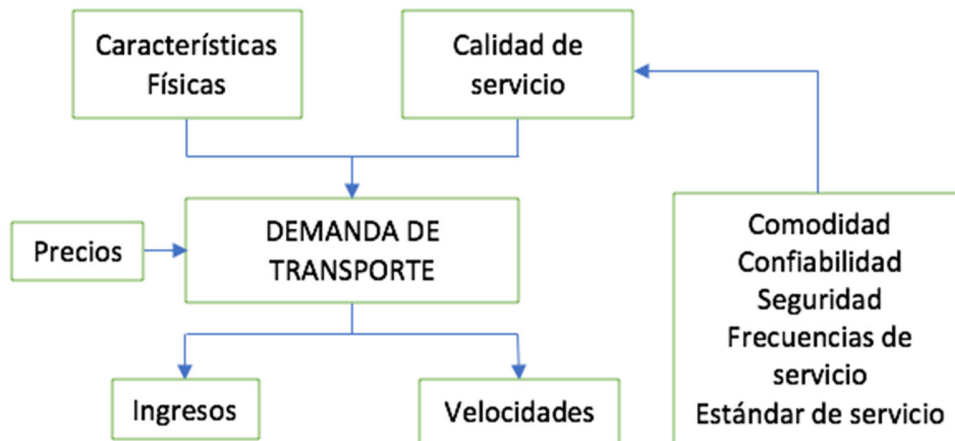 Característícas
Físicas
Calidad de
servicio
Precios
DEMANDA DE
TRANSPORTE
Comodidad
Confiabilidad
Seguridad
Frecuencias de
servicio
Estándar de servicio
Ingresos
Velocidades